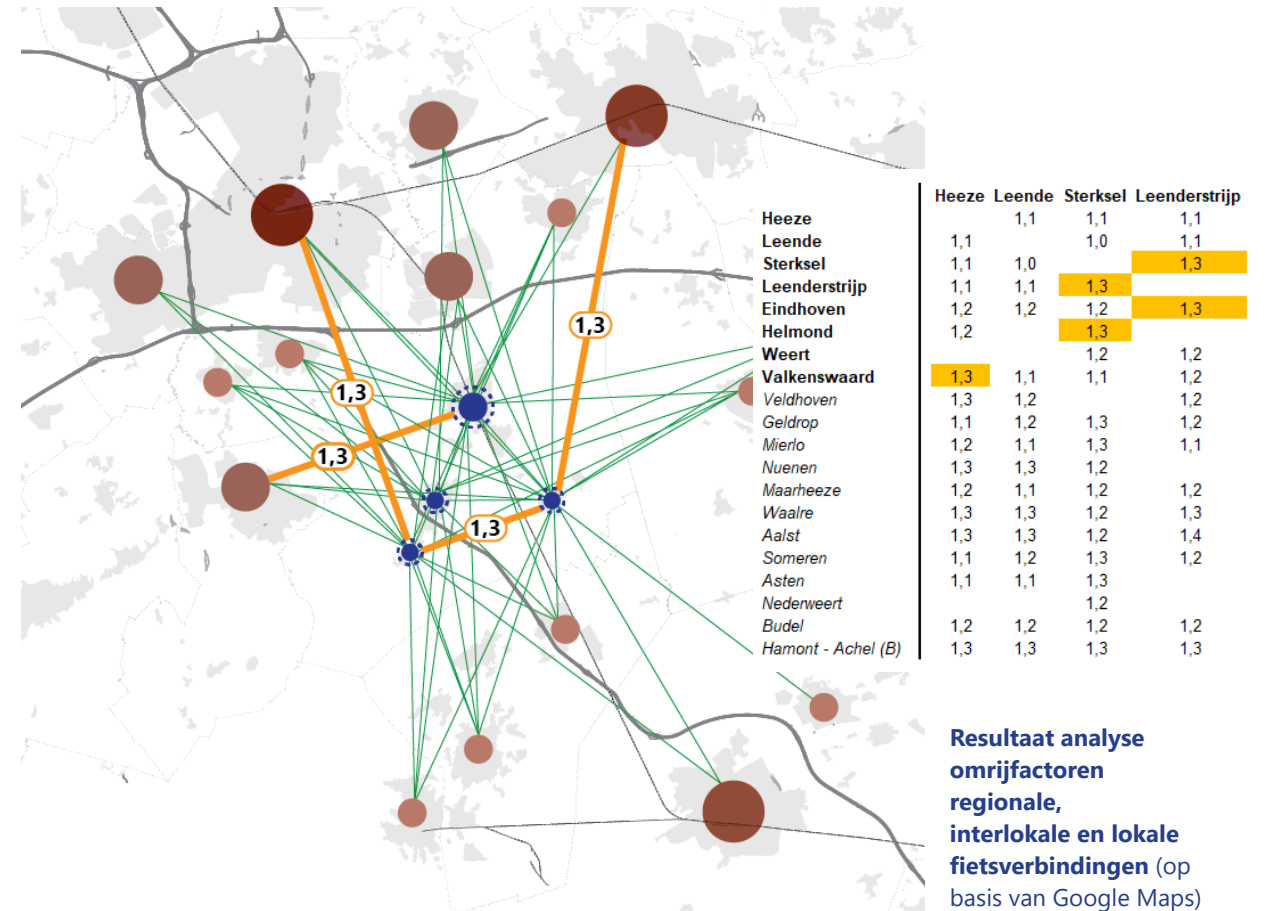 1,3
1,3
1,3
1,3
Heeze Leende Sterksel Leenderstrijp
Heeze 1,1 1,1 1,1
Leende 1,1 1,0 1,1
Sterksel 1,1 1,0 1,3
Leenderstrijp 1,1 1,1 1,3
Eindhoven 1,2 1,2 1,2 1,3
Helmond 1,2 1,3
Weert 1,2 1,2
Valkenswaard 1,3 1,1 1,1 1,2
Veldhoven 1,3 1,2 1,2
Geldrop 1,1 1,2 1,3 1,2
Mierlo 1,2 1,1 1,3 1,1
Nuenen 1,3 1,3 1,2
Maarheeze 1,2 1,1 1,2 1,2
Waalre 1,3 1,3 1,2 1,3
Aalst 1,3 1,3 1,2 1,4
Someren 1,1 1,2 1,3 1,2
Asten 1,1 1,1 1,3
Nederweert 1,2
Budel 1,2 1,2 1,2 1,2
Hamont - Achel (B) 1,3 1,3 1,3 1,3
Resultaat analyse
omrijfactoren
regionale,
interlokale en lokale
fietsverbindingen (op
basis van Google Maps)